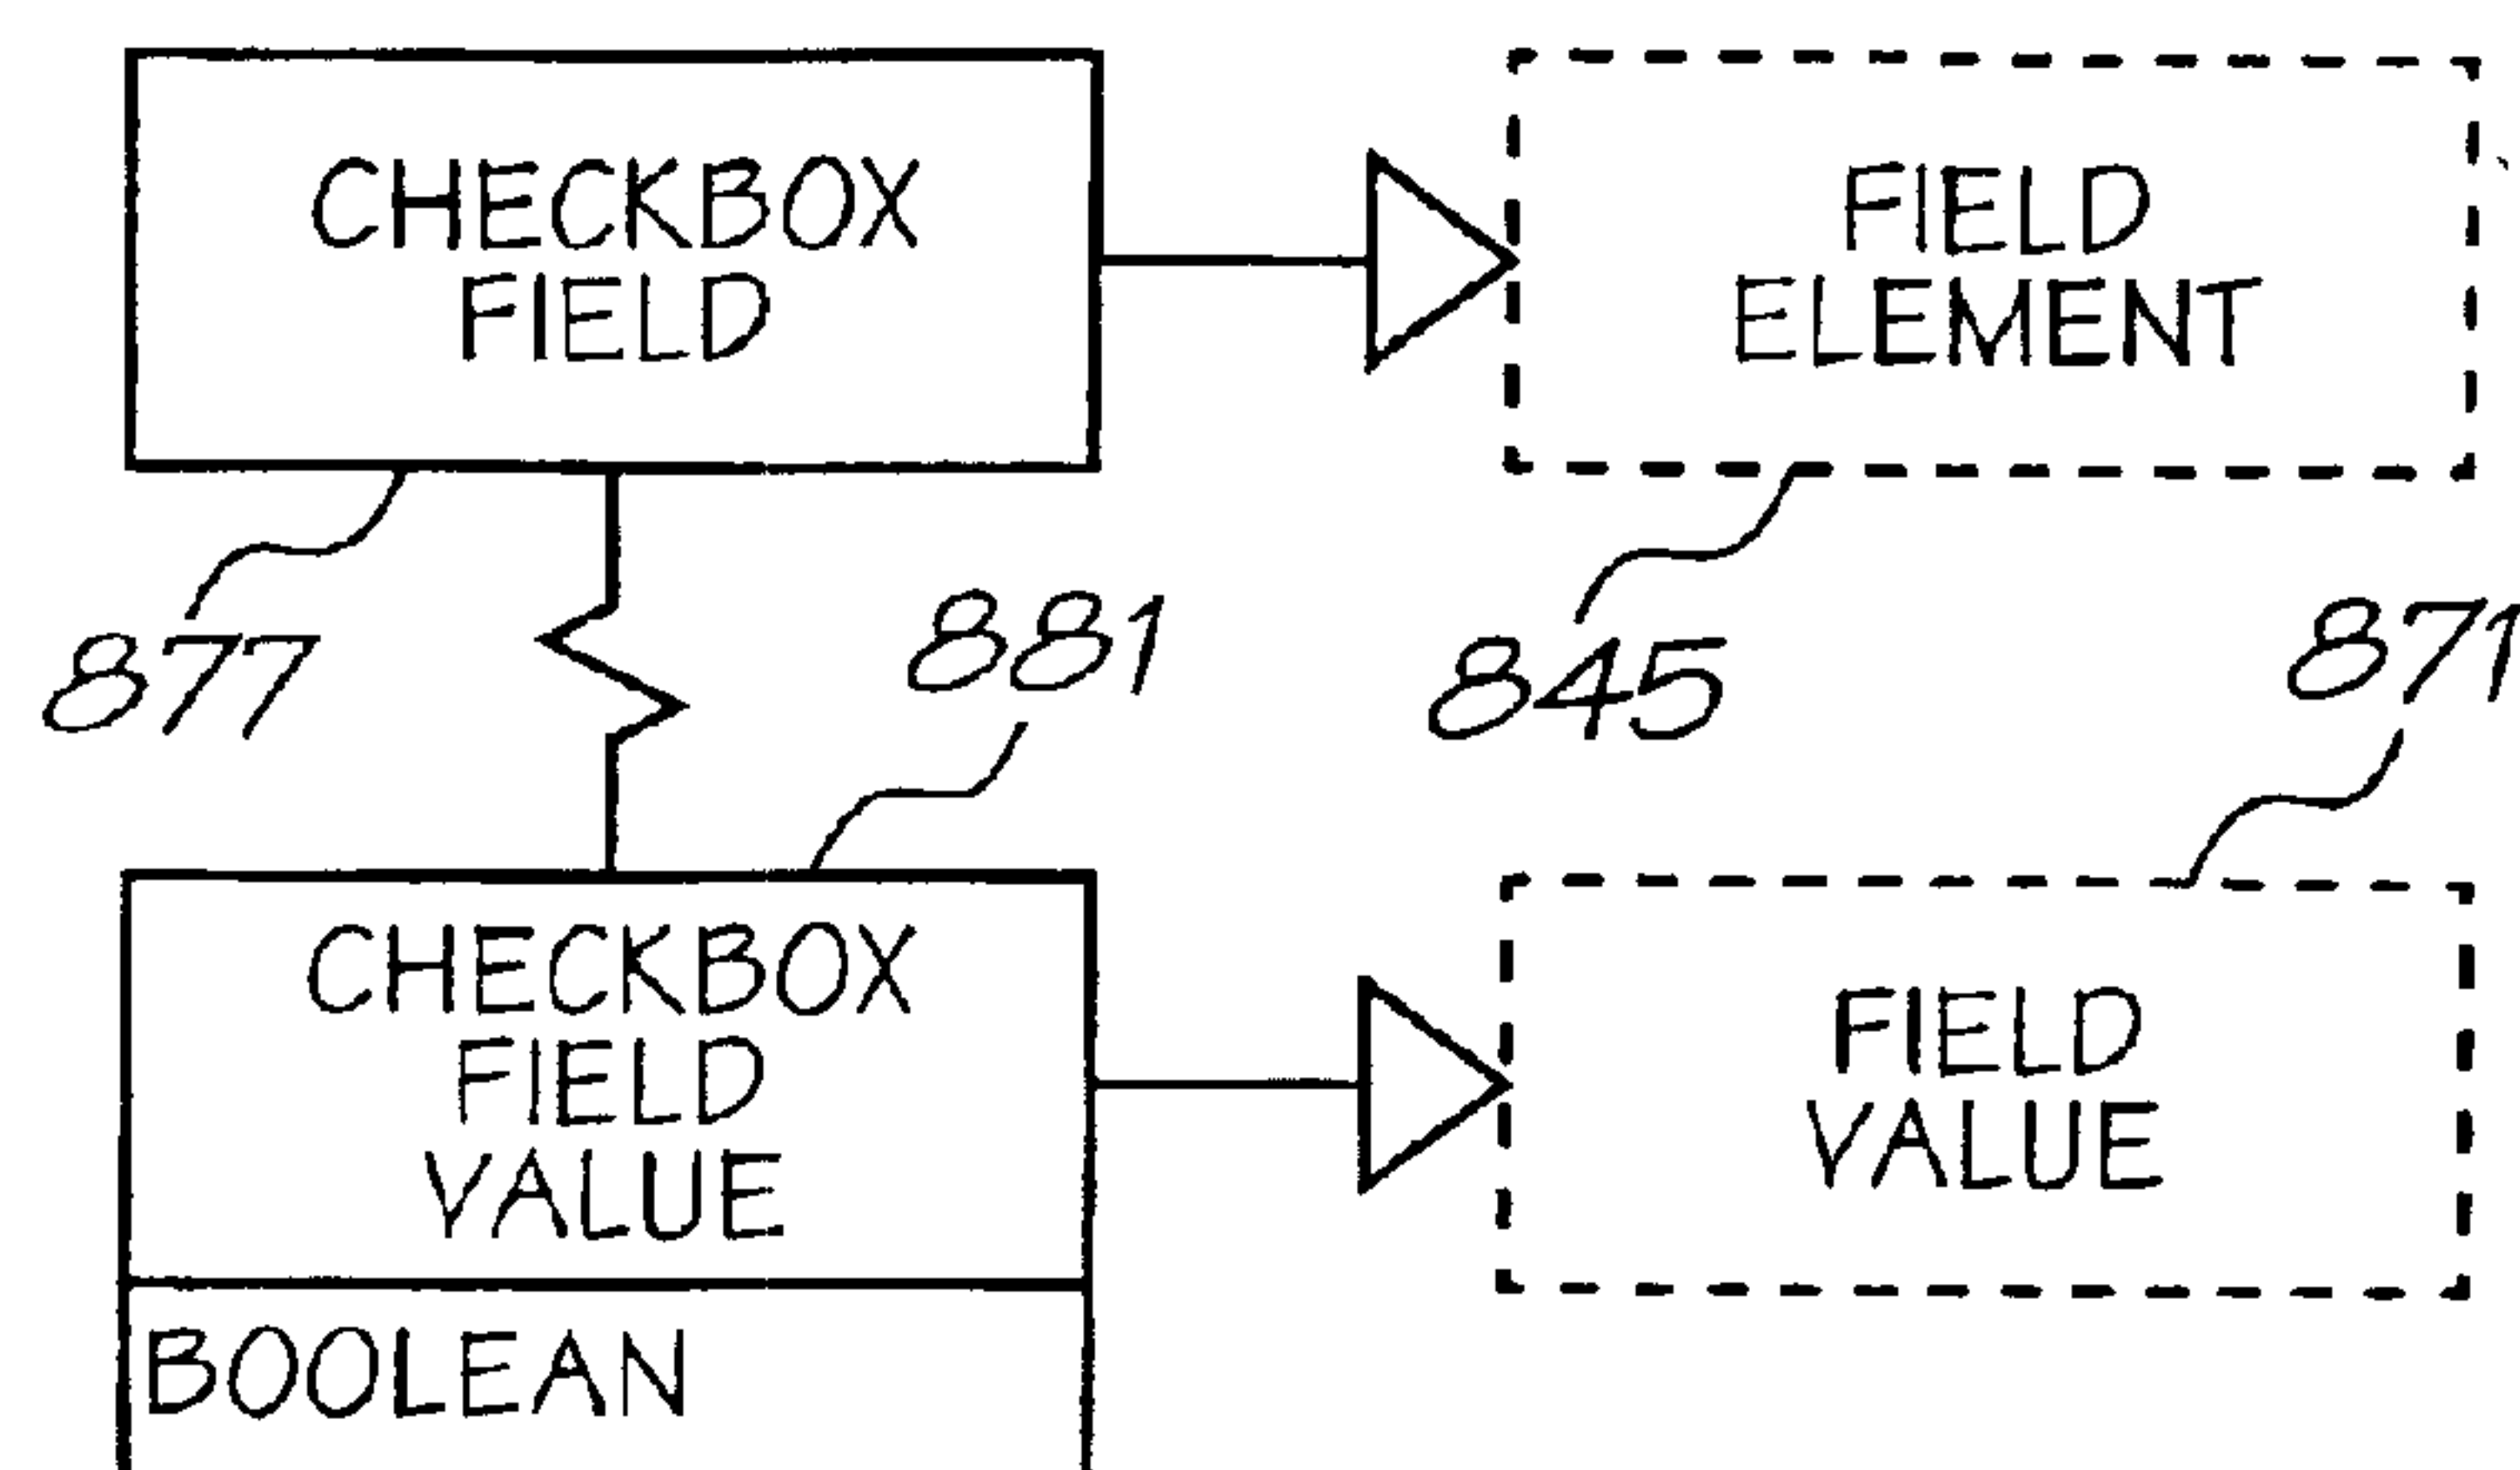 CHECKBOX
FIELD
FIELD
ELEMENT
877
881
845
871
CHECKBOX
FIELD
VALUE
FIELD
VALUE
BOOLEAN